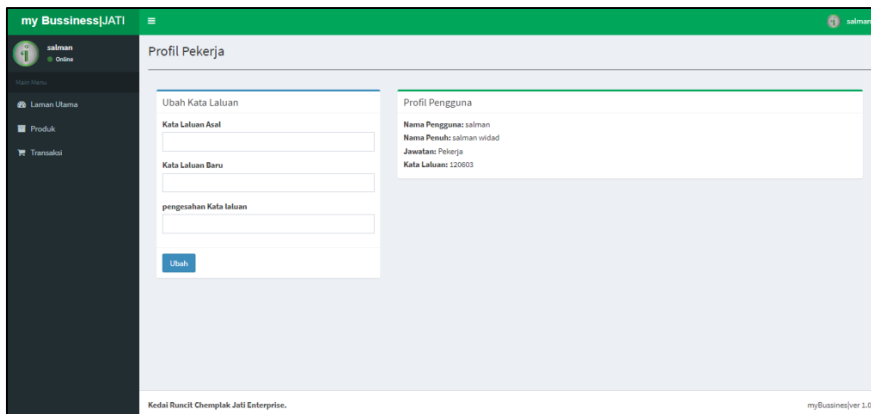 my Bussiness|JATI
salman
salman
Online
Main Menu
Laman Utama
Produk
Transaksi
Profil Pekerja
Ubah Kata Laluan
Kata Laluan Asal
Kata Laluan Baru
pengesahan Kata laluan
Ubah
Profil Pengguna
Nama Pengguna: salman
Nama Penuh: salman widad
Jawatan: Pekerja
Kata Laluan: 120603
Kedai Runcit Chemplak Jati Enterprise.
myBussines|ver 1.0